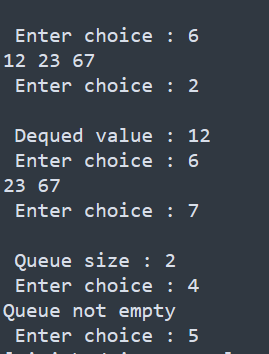 Enter choice : 6
12 23 67
Enter choice : 2
Dequed value : 12
Enter choice : 6
23 67
Enter choice : 7
Queue size : 2
Enter choice : 4
Queue not empty
Enter choice : 5